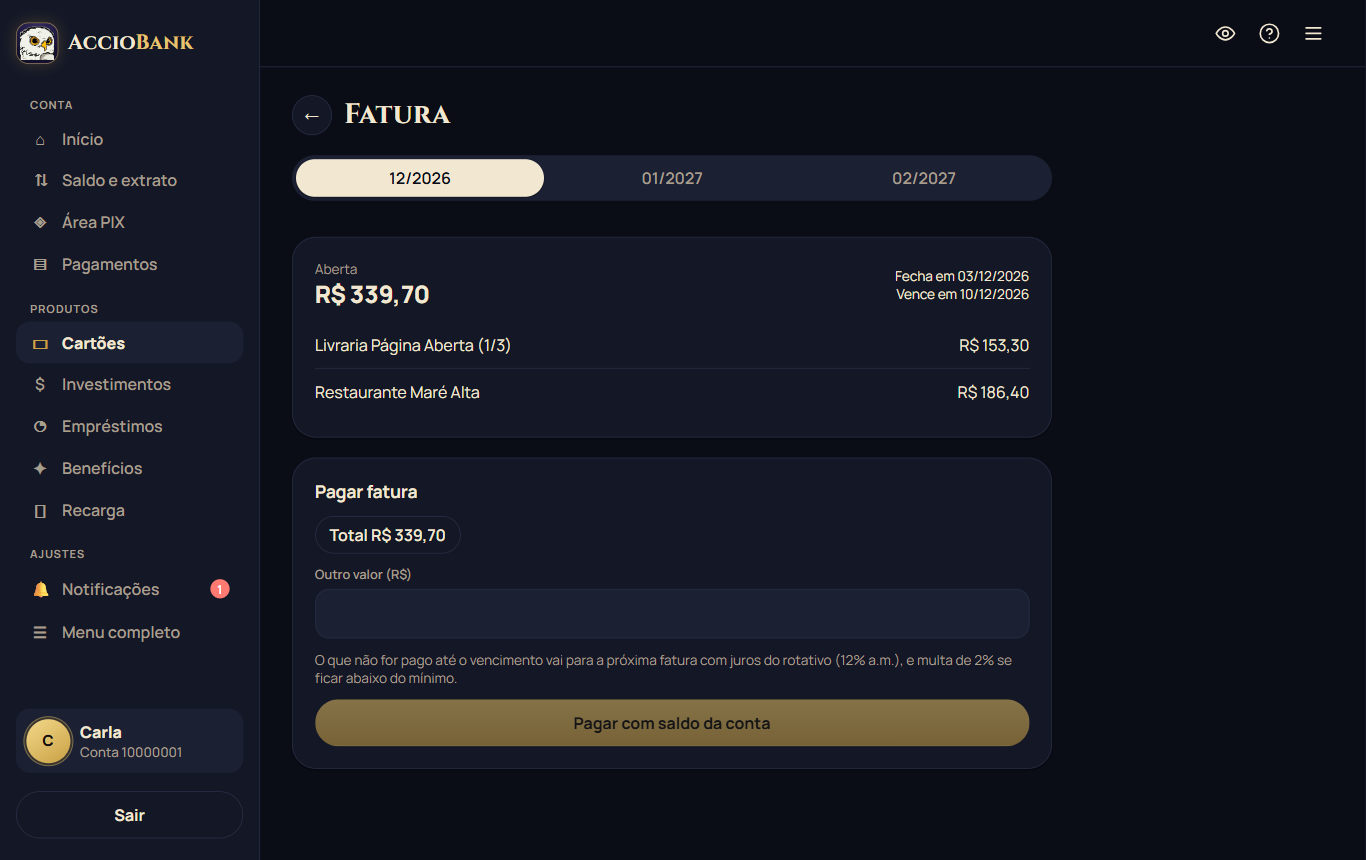 AccioBank
CONTA
Início
Saldo e extrato
Área PIX
Pagamentos
PRODUTOS
Cartões
Investimentos
Empréstimos
Benefícios
Recarga
AJUSTES
Notificações 1
Menu completo
C
Carla
Conta 10000001
Sair
← Fatura
12/2026 01/2027 02/2027
Aberta
R$ 339,70
Fecha em 03/12/2026
Vence em 10/12/2026
Livraria Página Aberta (1/3) R$ 153,30
Restaurante Maré Alta R$ 186,40
Pagar fatura
Total R$ 339,70
Outro valor (R$)
O que não for pago até o vencimento vai para a próxima fatura com juros do rotativo (12% a.m.), e multa de 2% se
ficar abaixo do mínimo.
Pagar com saldo da conta